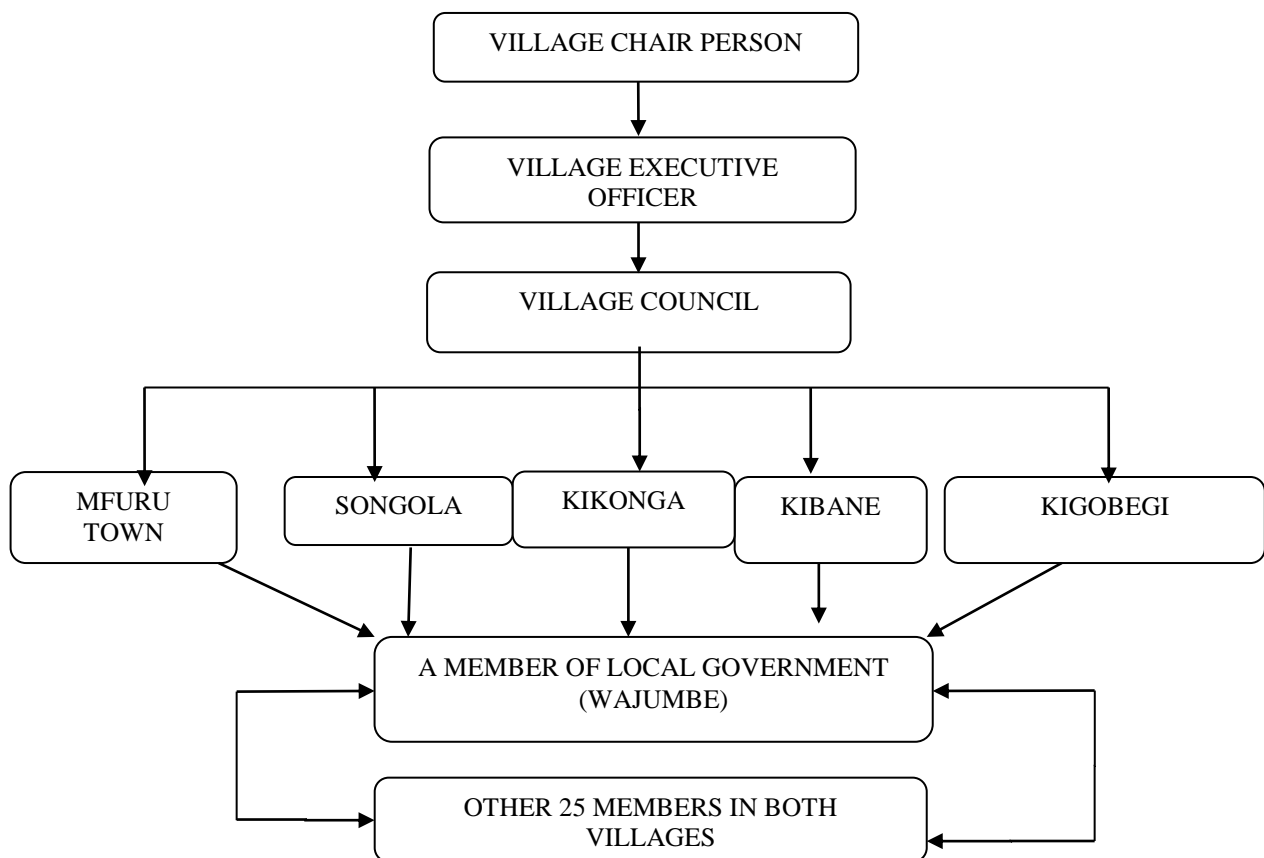 VILLAGE CHAIR PERSON
VILLAGE EXECUTIVE
OFFICER
VILLAGE COUNCIL
MFURU
TOWN
SONGOLA
KIKONGA
KIBANE
KIGOBEGI
A MEMBER OF LOCAL GOVERNMENT
(WAJUMBE)
OTHER 25 MEMBERS IN BOTH
VILLAGES